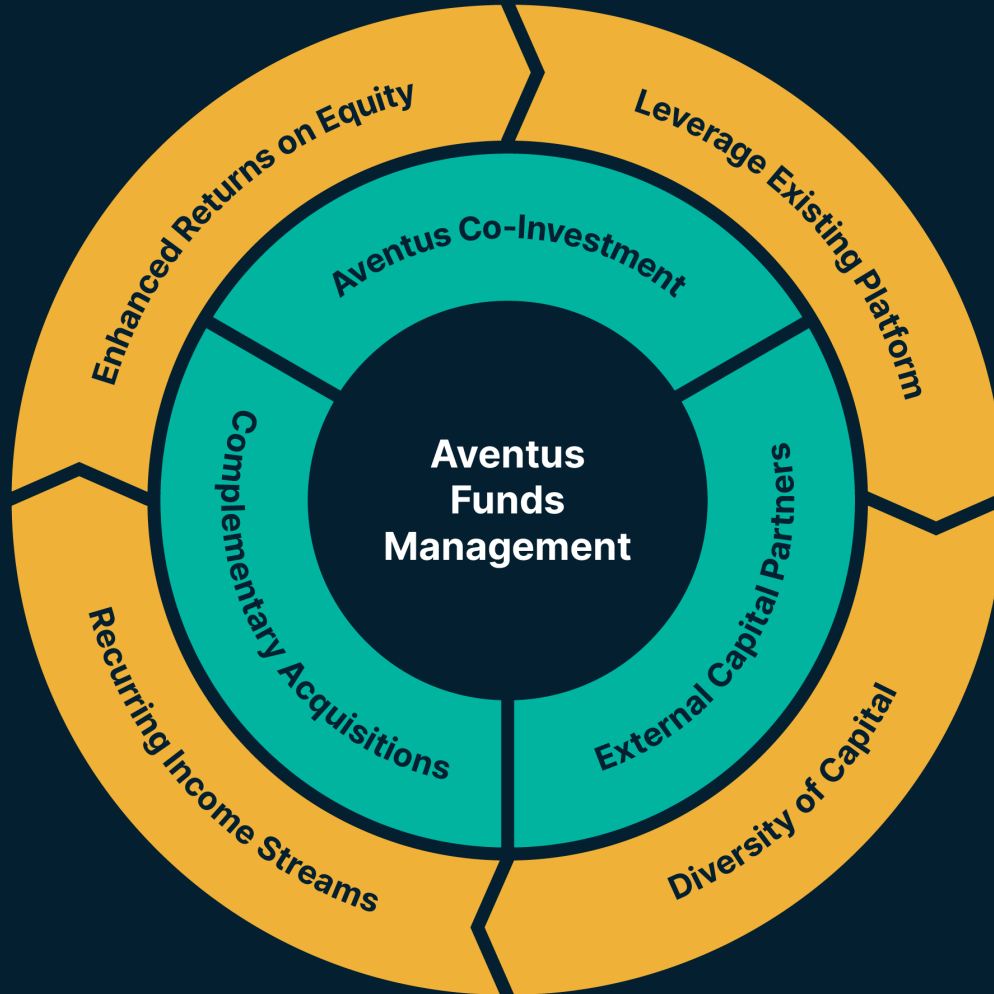 Enhanced Returns on Equity
Leverage Existing Platform
Aventus Co-Investment
Aventus
Funds
Management
Complementary Acquisitions
External Capital Partners
Recurring Income Streams
Diversity of Capital